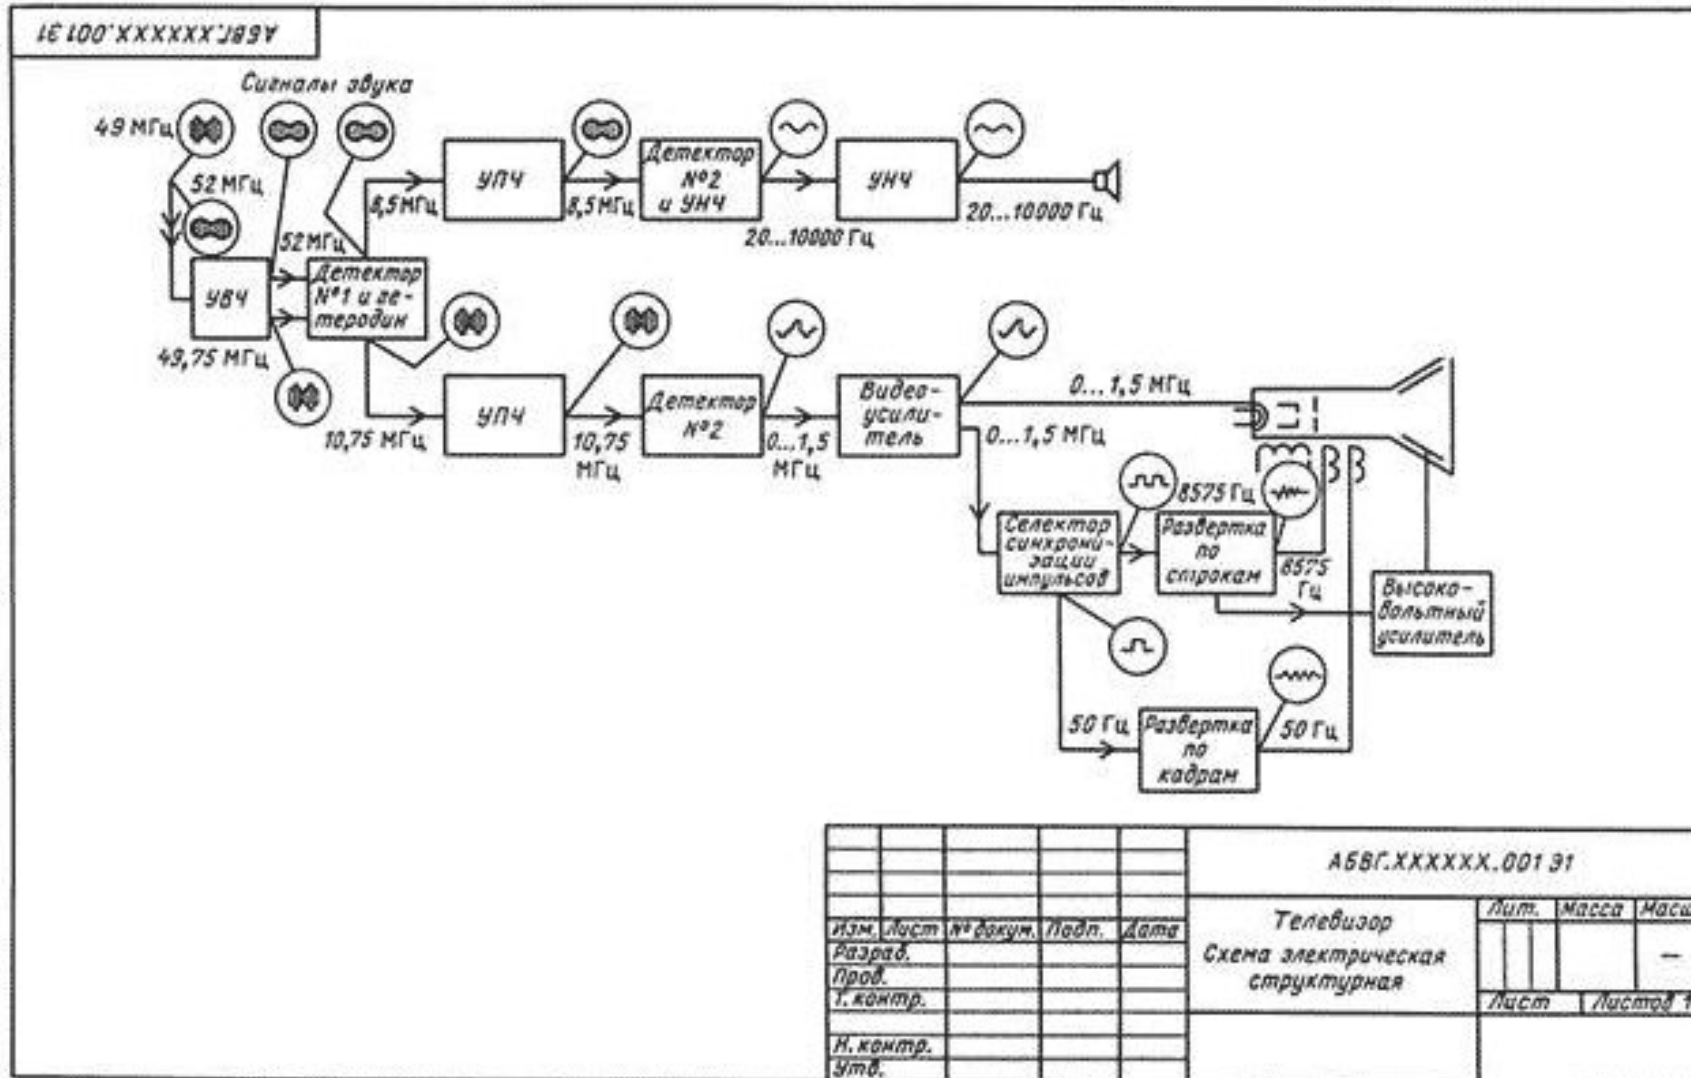 АБВГ.XXXXXX.001 Э1
Сигналы звука
49 МГц
52 МГц
УВЧ
49,75 МГц
52 МГц
Детектор
№1 и ге-
теродин
8,5 МГц
УПЧ
8,5 МГц
Детектор
№2
и УНЧ
20...10000 Гц
УНЧ
20...10000 Гц
10,75 МГц
УПЧ
10,75
МГц
Детектор
№2
0...1,5
МГц
Видео-
усили-
тель
0...1,5 МГц
0...1,5 МГц
Селектор
синхрони-
зации
импульсов
8575 Гц
Развертка
по
строкам
8575
Гц
Высоко-
вольтный
усилитель
50 Гц
Развертка
по
кадрам
50 Гц
АБВГ.XXXXXX.001 Э1
Изм. Лист № докум. Подп. Дата
Разраб.
Пров.
Т. контр.
Н. контр.
Утв.
Телевизор
Схема электрическая
структурная
Лит. Масса Масш
—
Лист Листов 1